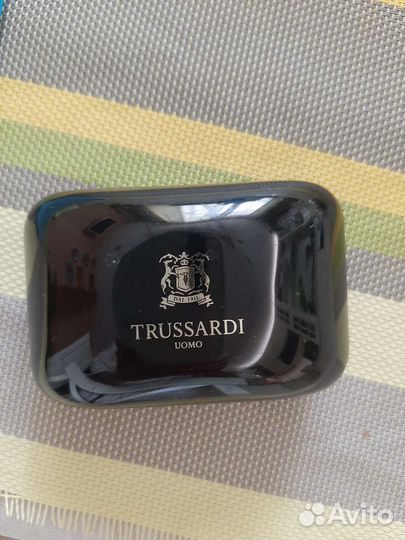 DAL 1911
TRUSSARDI
UOMO
Avito